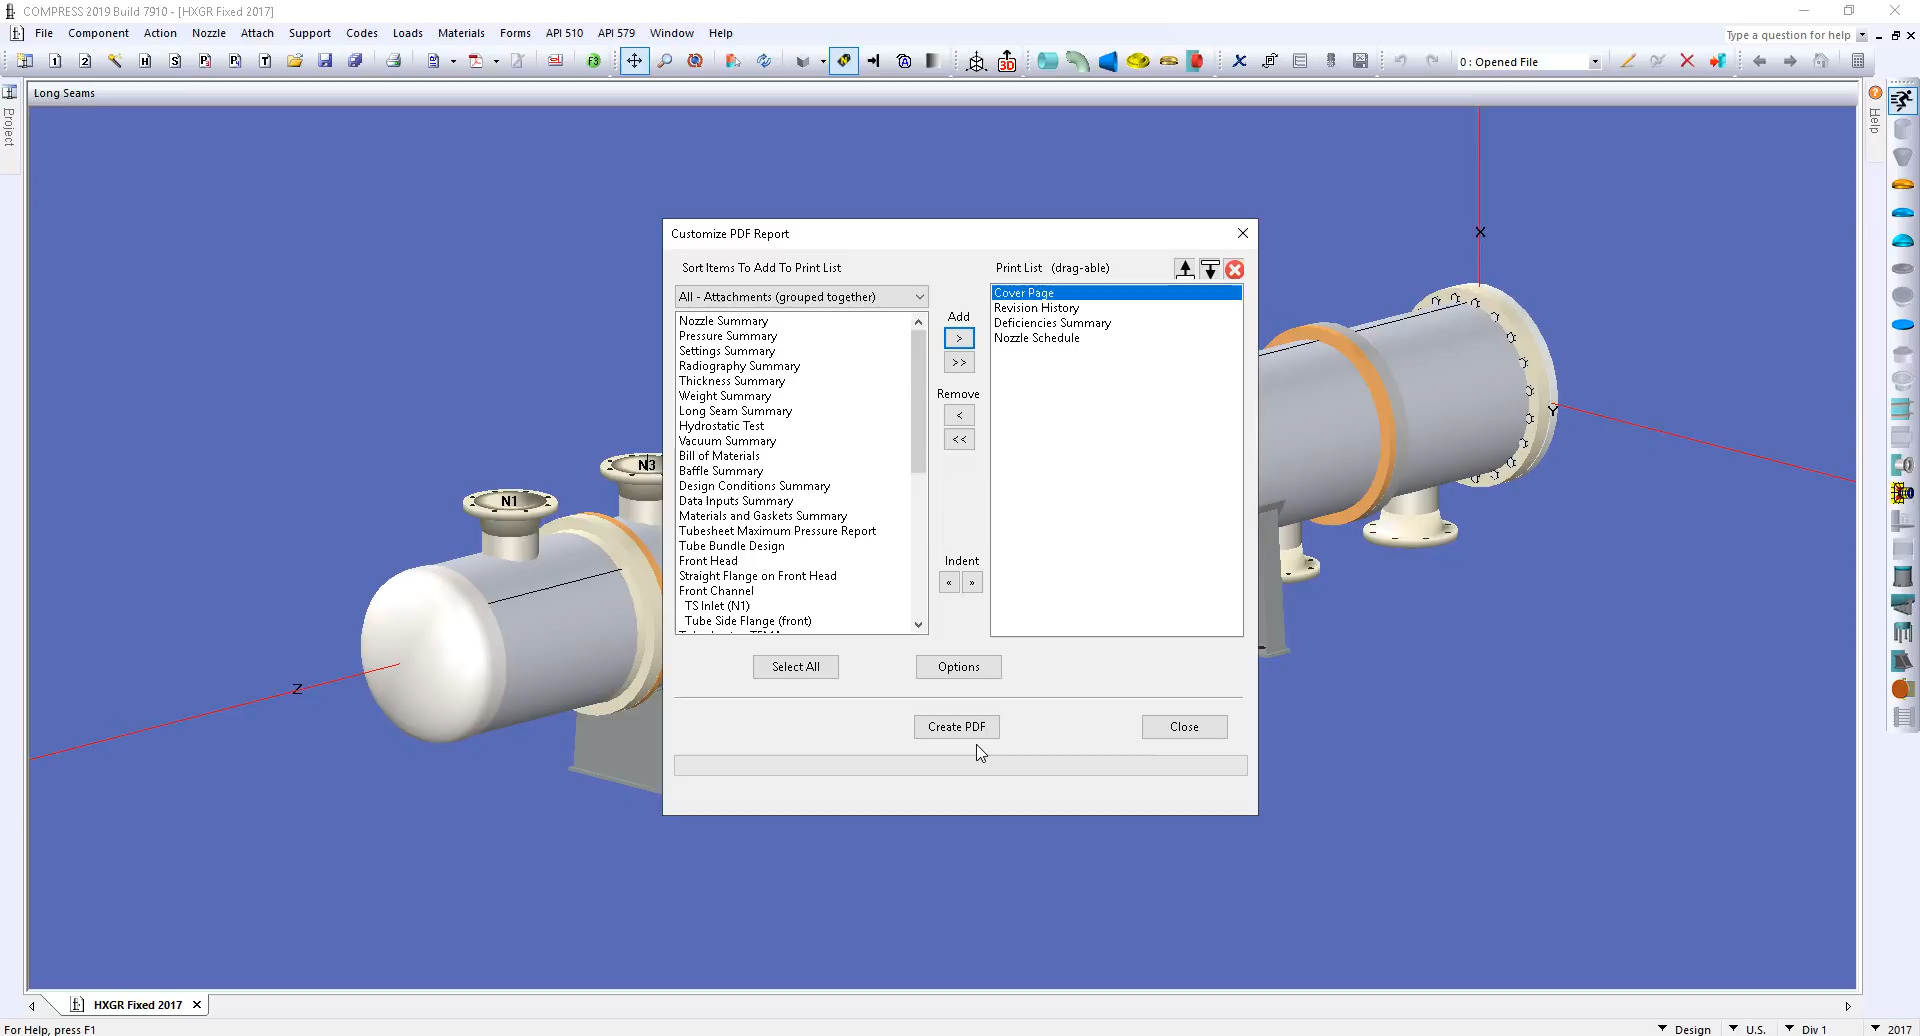 COMPRESS 2019 Build 7910 - [HXGR Fixed 2017]
File Component Action Nozzle Attach Support Codes Loads Materials Forms API 510 API 579 Window Help
Type a question for help
1 2 H S P T F3 3D
0 : Opened File
Project
Long Seams
Help
X
Y
Z
N1
N3
Customize PDF Report
Sort Items To Add To Print List
All - Attachments (grouped together)
Nozzle Summary
Pressure Summary
Settings Summary
Radiography Summary
Thickness Summary
Weight Summary
Long Seam Summary
Hydrostatic Test
Vacuum Summary
Bill of Materials
Baffle Summary
Design Conditions Summary
Data Inputs Summary
Materials and Gaskets Summary
Tubesheet Maximum Pressure Report
Tube Bundle Design
Front Head
Straight Flange on Front Head
Front Channel
TS Inlet (N1)
Tube Side Flange (front)
Add
>
>>
Remove
<
<<
Indent
« »
Print List (drag-able)
Cover Page
Revision History
Deficiencies Summary
Nozzle Schedule
Select All
Options
Create PDF
Close
HXGR Fixed 2017
For Help, press F1
Design U.S. Div 1 2017